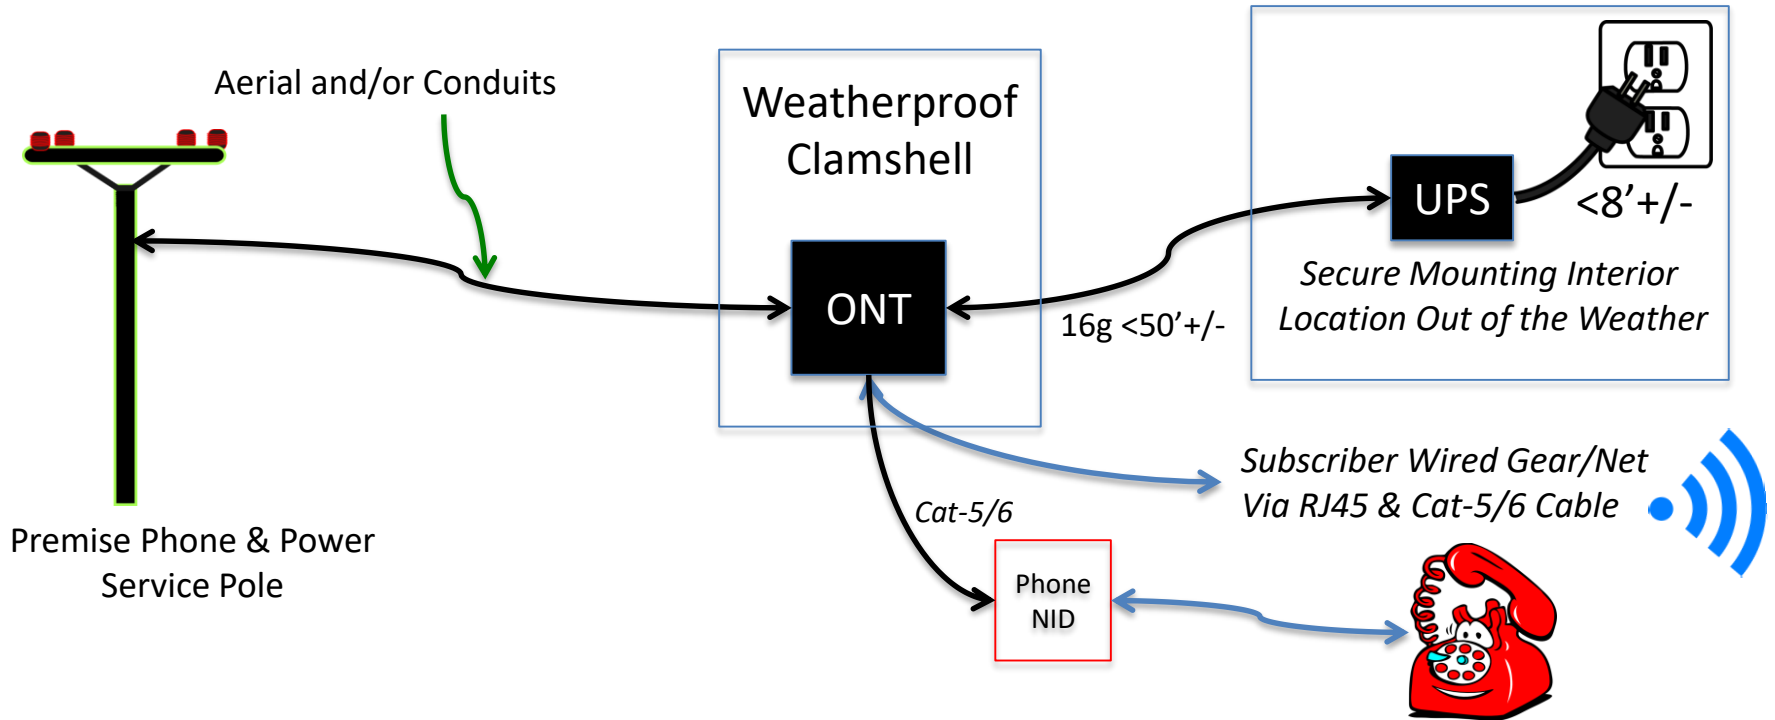 Aerial and/or Conduits
Premise Phone & Power
Service Pole
Weatherproof
Clamshell
ONT
16g <50’+/-
UPS
<8’+/-
Secure Mounting Interior
Location Out of the Weather
Subscriber Wired Gear/Net
Via RJ45 & Cat-5/6 Cable
Cat-5/6
Phone
NID